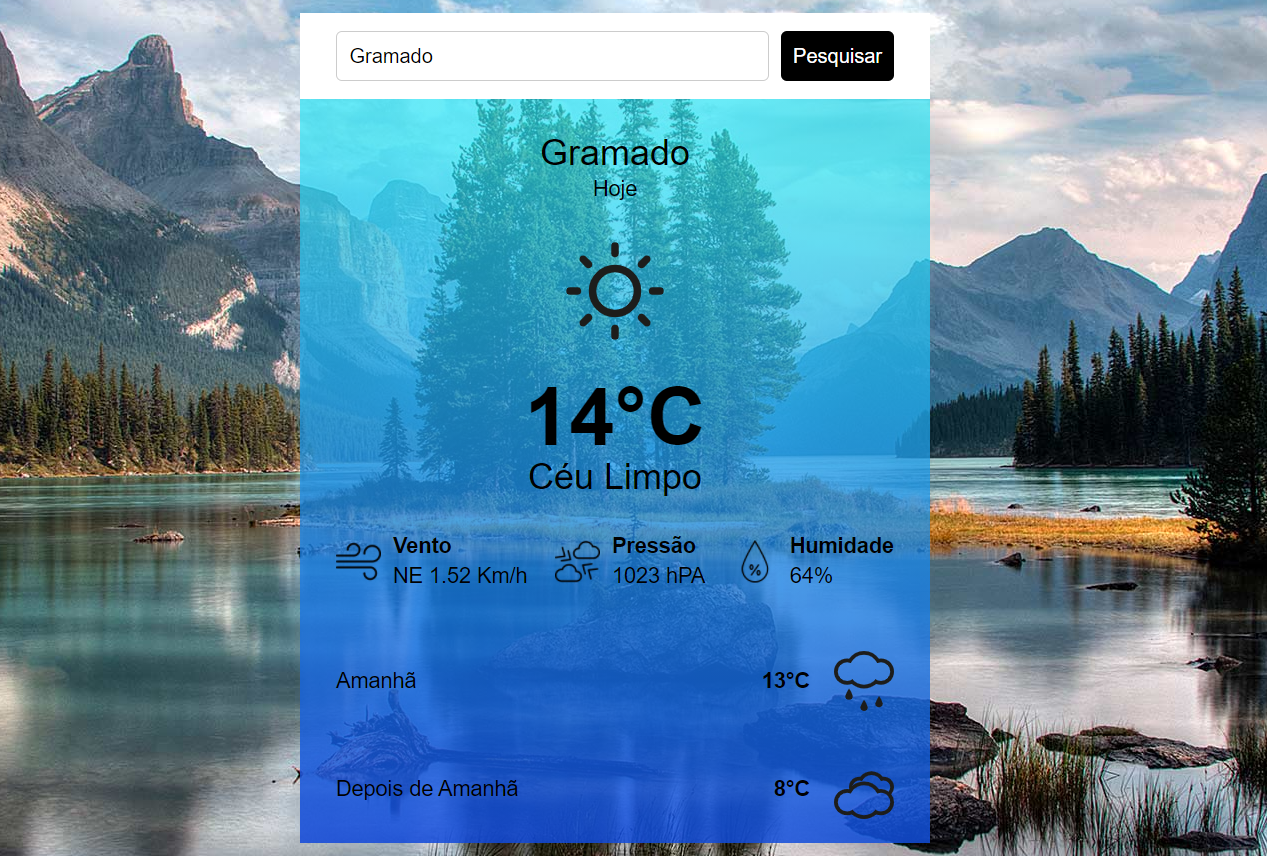 Gramado
Pesquisar
Gramado
Hoje
14°C
Céu Limpo
Vento
NE 1.52 Km/h
Pressão
1023 hPA
%
Humidade
64%
Amanhã
13°C
Depois de Amanhã
8°C